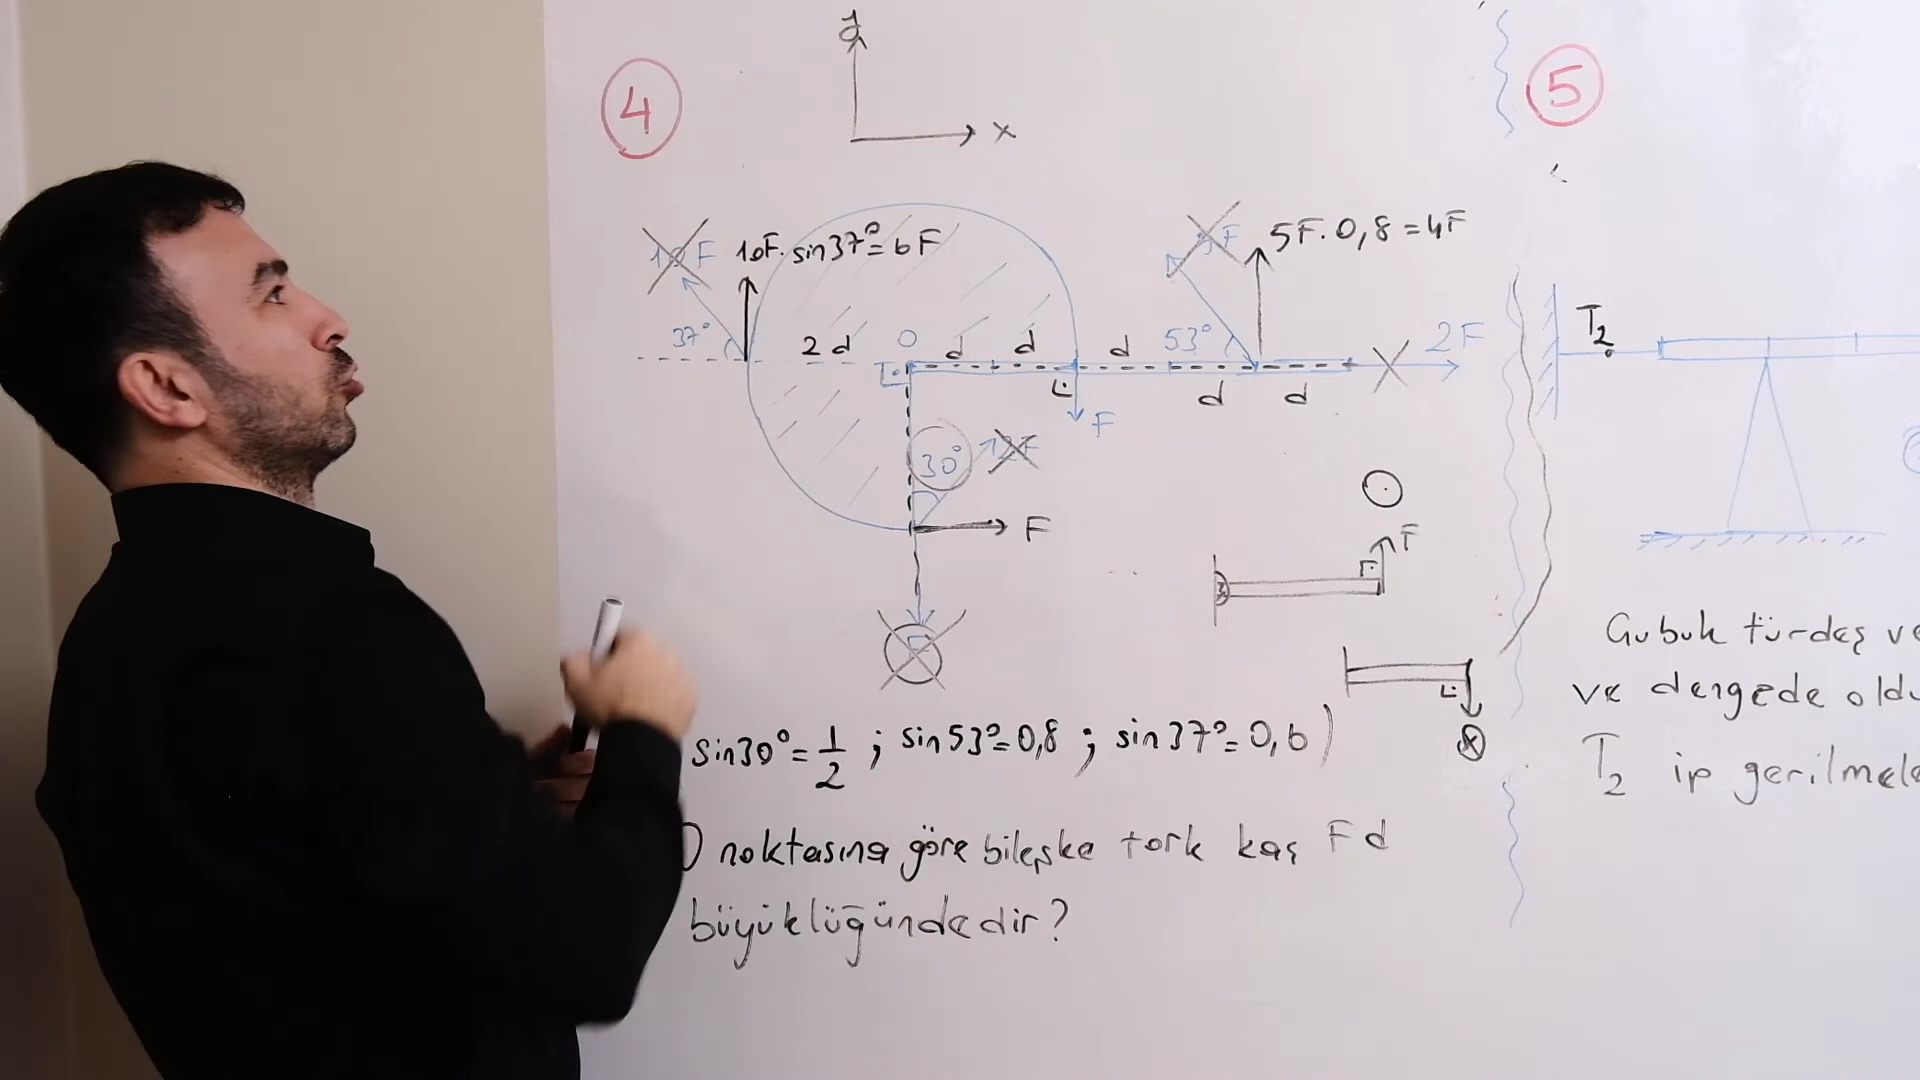 y
x
4
5
10F 10F. sin37°= 6F
5F 5F. 0,8 = 4F
37°
2d
O
d
d
d
53°
2F
T₂
d
d
F
30°
2F
F
F
F
sin30°= 1/2 ; sin53°= 0,8 ; sin37°= 0,6 )
O noktasına göre bileşke tork kaç Fd
büyüklüğündedir?
Çubuk türdeş ve
ve dengede
T₂ ip